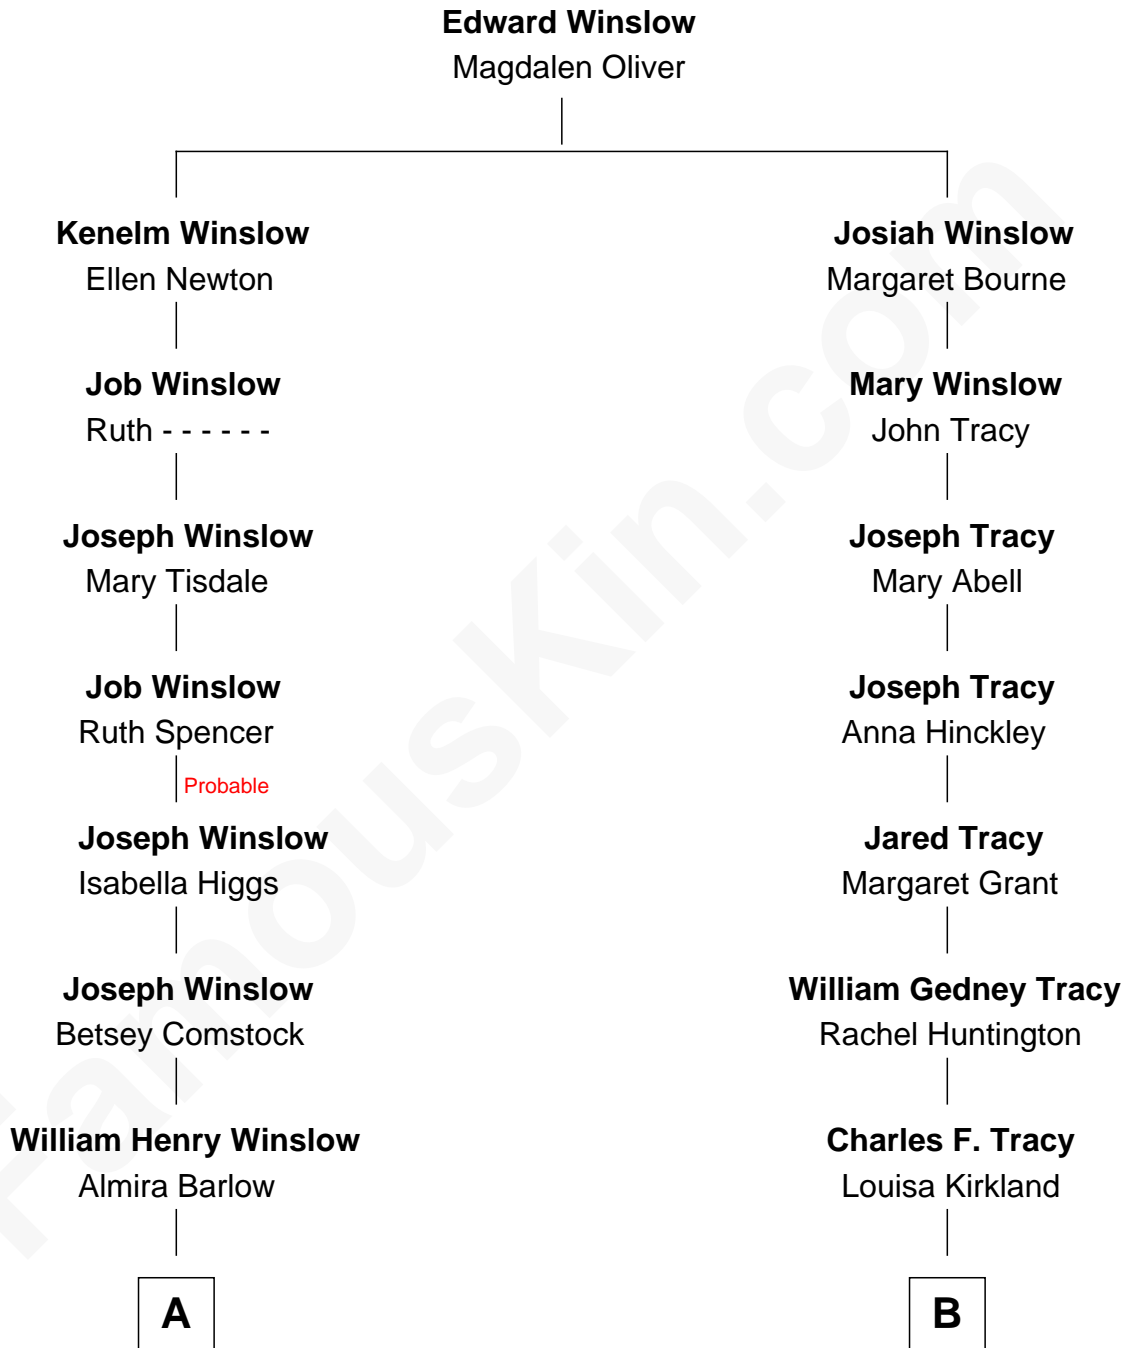 Edward Winslow
Magdalen Oliver
Kenelm Winslow
Ellen Newton
Josiah Winslow
Margaret Bourne
Job Winslow
Ruth - - - - - -
Mary Winslow
John Tracy
Joseph Winslow
Mary Tisdale
Joseph Tracy
Mary Abell
Job Winslow
Ruth Spencer
Joseph Tracy
Anna Hinckley
Probable
Joseph Winslow
Isabella Higgs
Jared Tracy
Margaret Grant
Joseph Winslow
Betsey Comstock
William Gedney Tracy
Rachel Huntington
William Henry Winslow
Almira Barlow
Charles F. Tracy
Louisa Kirkland
A
B
FamousKin.com